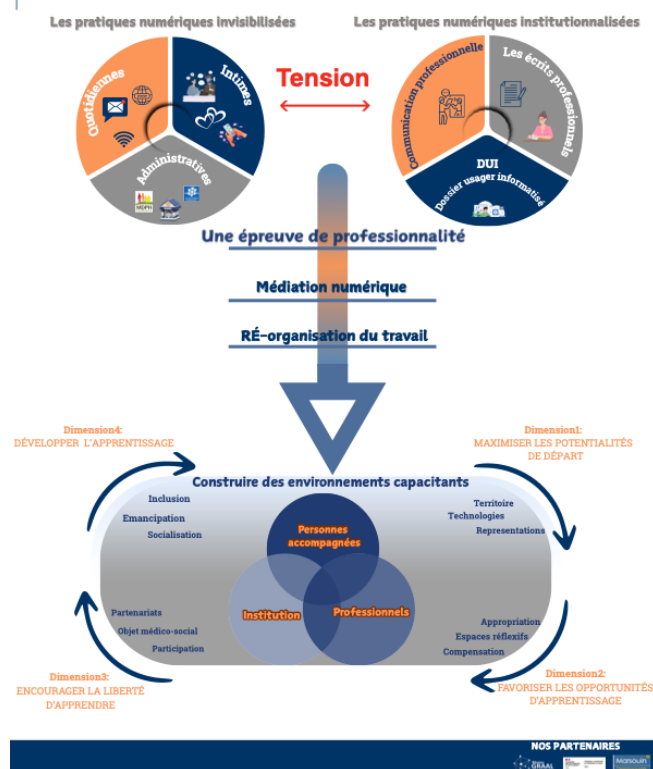 Les pratiques numériques invisibilisées
Les pratiques numériques institutionnalisées
Quotidiennes
Intimes
Administratives
MDPH
Tension
Communication professionnelle
Les écrits professionnels
DUI
Dossier usager informatisé
Une épreuve de professionnalité
Médiation numérique
RÉ-organisation du travail
Dimension4:
DÉVELOPPER L'APPRENTISSAGE
Dimension1:
MAXIMISER LES POTENTIALITÉS
DE DÉPART
Construire des environnements capacitants
Inclusion
Emancipation
Socialisation
Territoire
Technologies
Representations
Personnes
accompagnées
Institution
Professionnels
Partenariats
Objet médico-social
Participation
Appropriation
Espaces réflexifs
Compensation
Dimension3:
ENCOURAGER LA LIBERTÉ
D'APPRENDRE
Dimension2:
FAVORISER LES OPPORTUNITÉS
D'APPRENTISSAGE
NOS PARTENAIRES
GRAAL
Marsouin